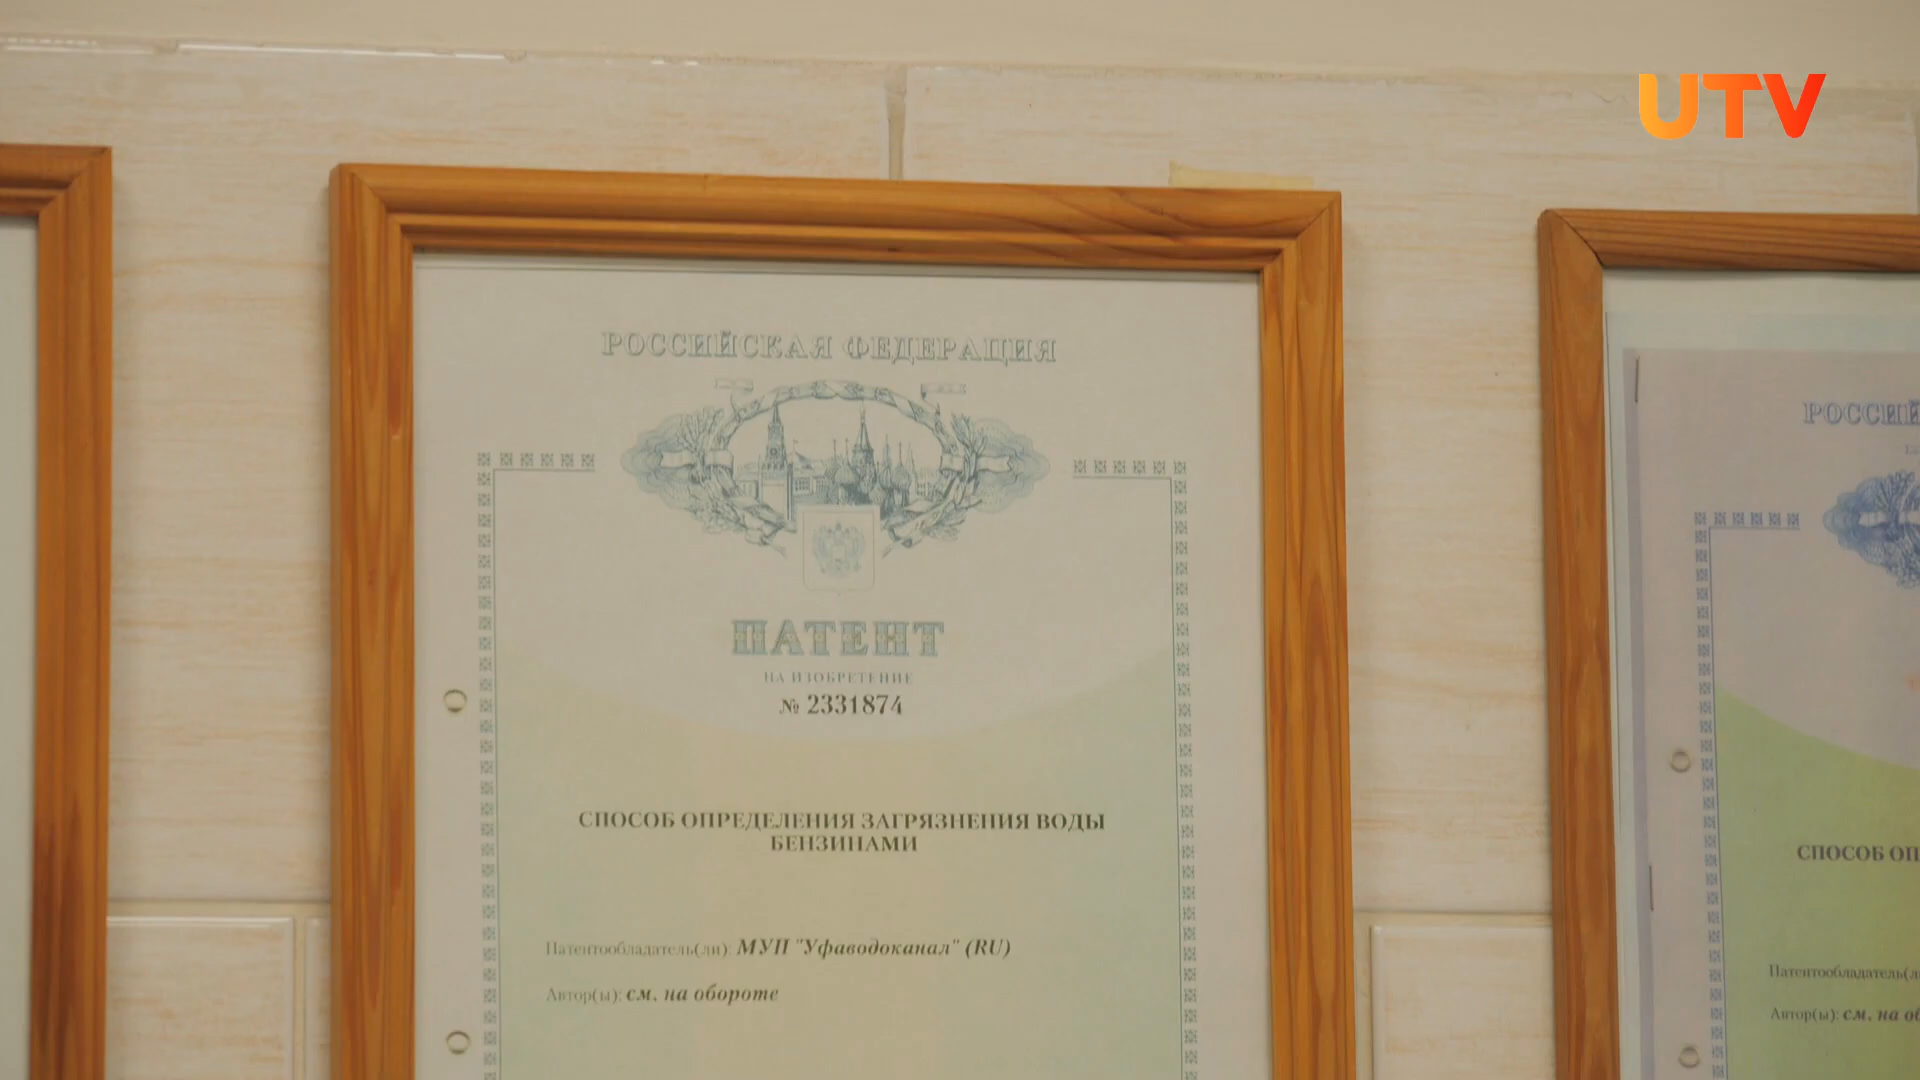 UTV
РОССИЙСКАЯ ФЕДЕРАЦИЯ
ПАТЕНТ
НА ИЗОБРЕТЕНИЕ
№ 2331874
СПОСОБ ОПРЕДЕЛЕНИЯ ЗАГРЯЗНЕНИЯ ВОДЫ
БЕНЗИНАМИ
Патентообладатель(ли): МУП "Уфаводоканал" (RU)
Автор(ы): см. на обороте
РОССИЙ
СПОСОБ ОП
Патентообладатель(л
Автор(ы): см. на об